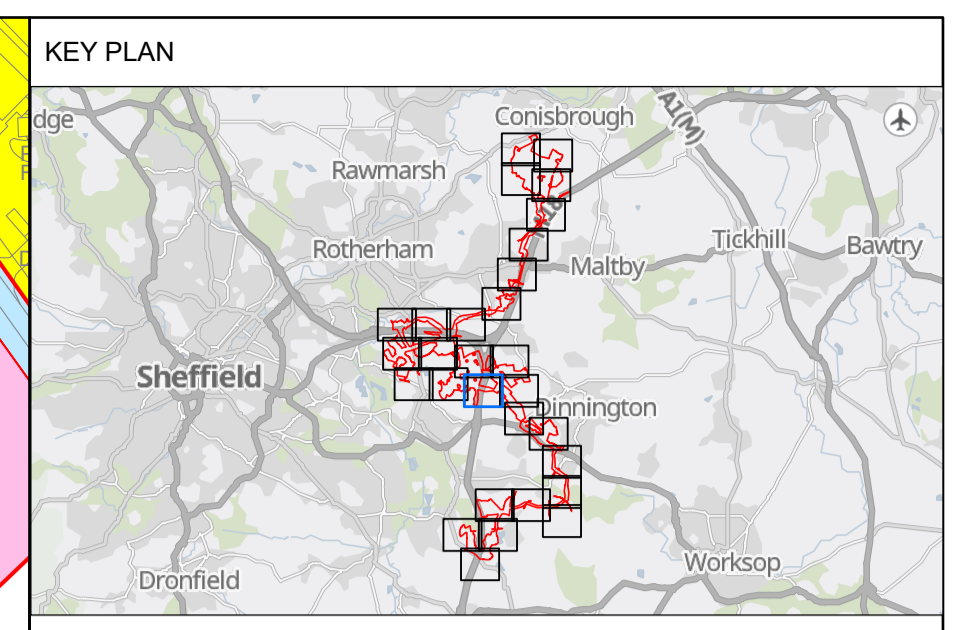 KEY PLAN
dge
Conisbrough
A1(M)
Rawmarsh
Rotherham
Tickhill
Bawtry
Maltby
Sheffield
Dinnington
Worksop
Dronfield